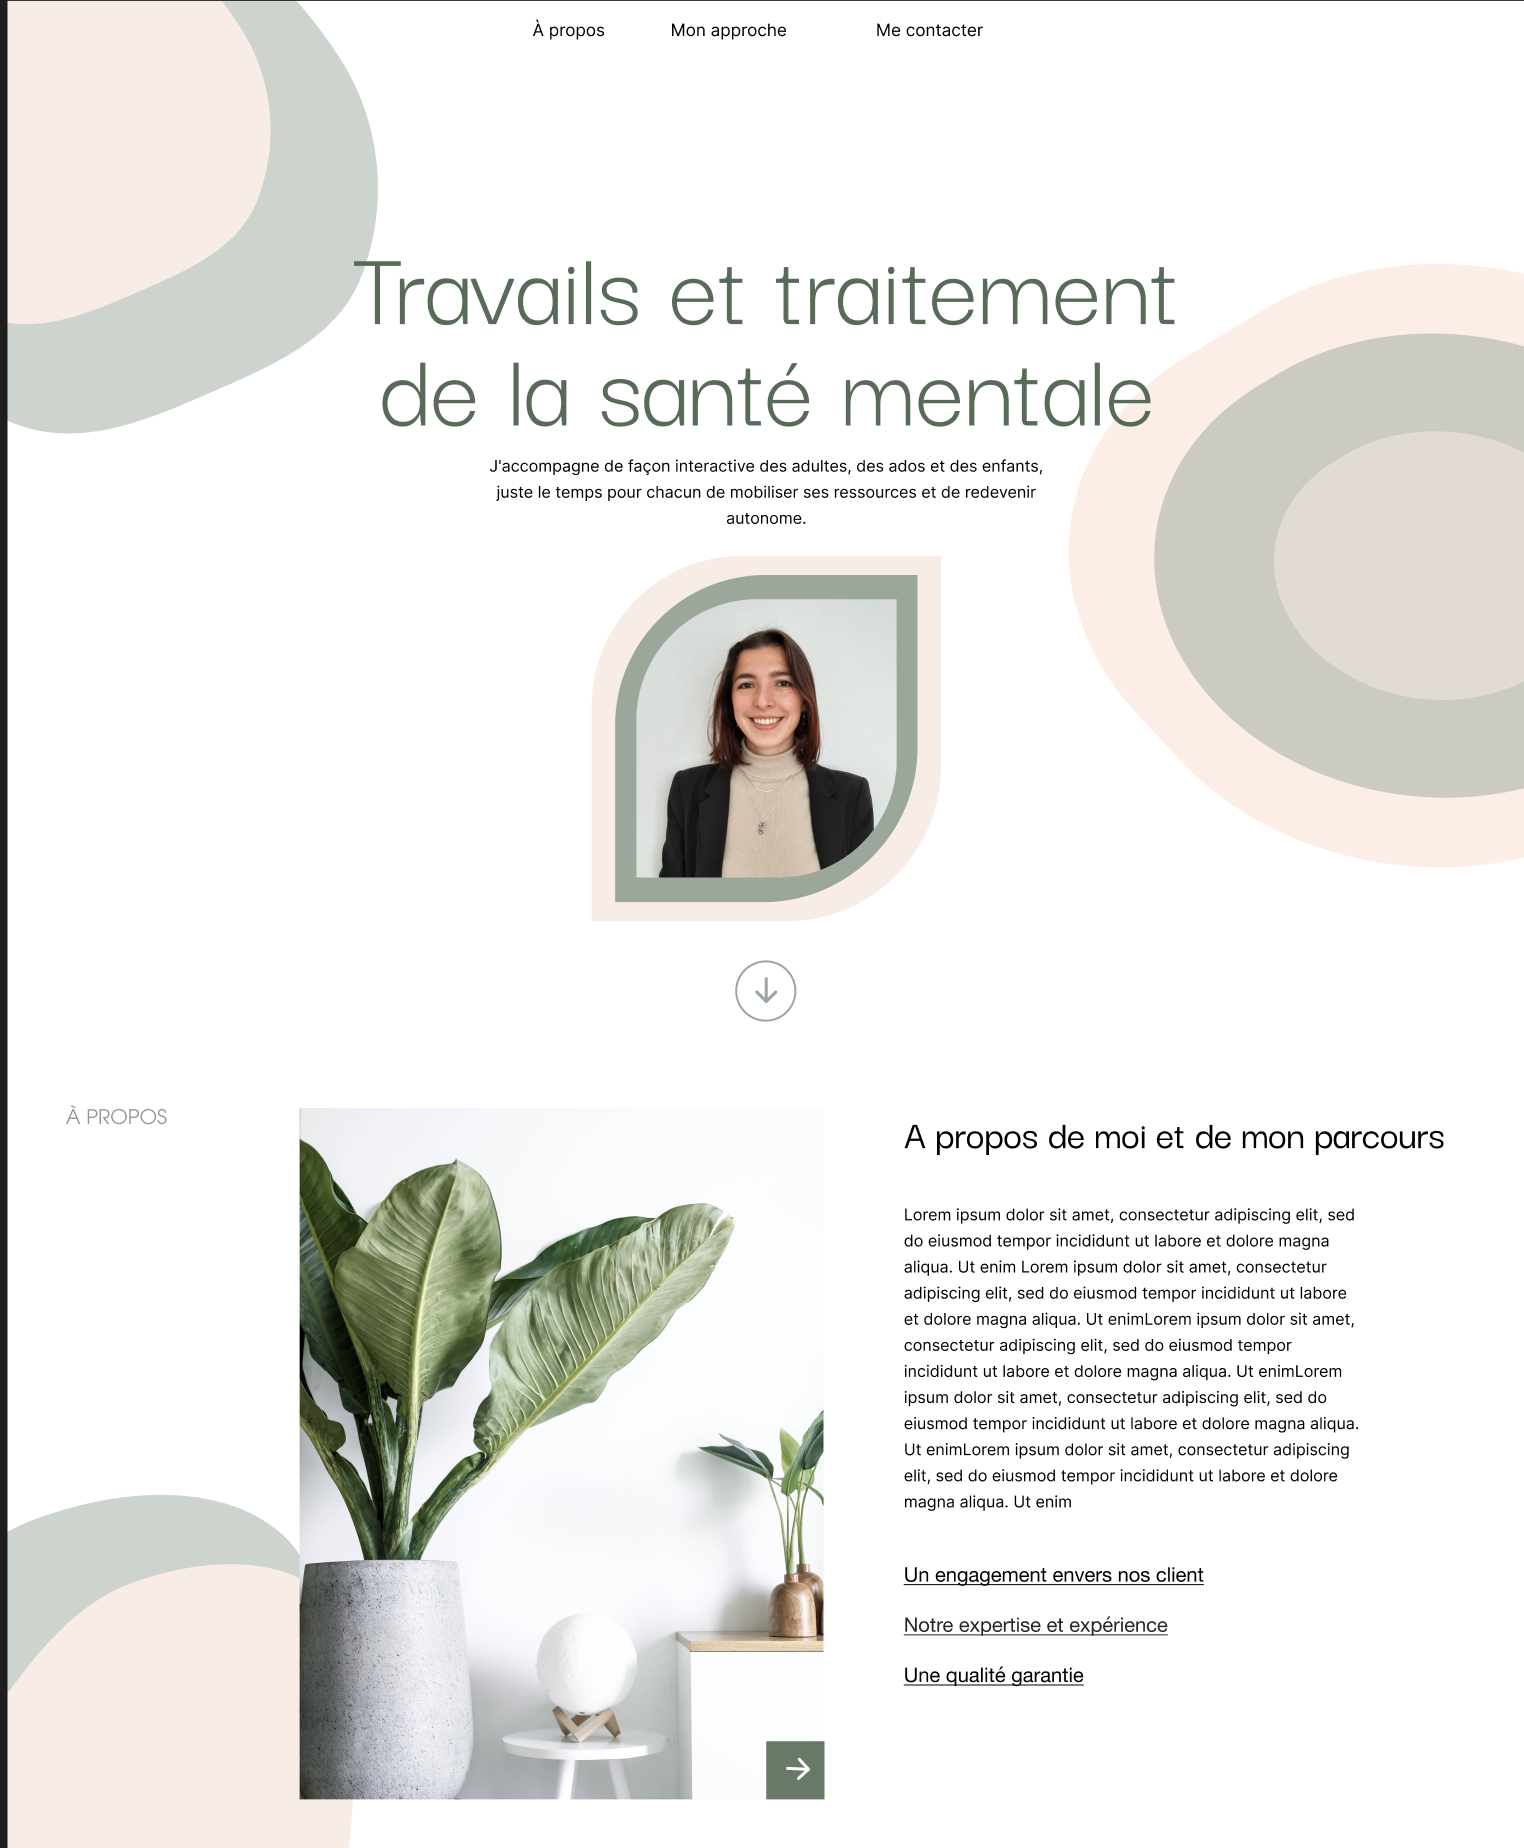 À propos
Mon approche
Me contacter
Travails et traitement
de la santé mentale
J'accompagne de façon interactive des adultes, des ados et des enfants,
juste le temps pour chacun de mobiliser ses ressources et de redevenir
autonome.
À PROPOS
A propos de moi et de mon parcours
Lorem ipsum dolor sit amet, consectetur adipiscing elit, sed
do eiusmod tempor incididunt ut labore et dolore magna
aliqua. Ut enim Lorem ipsum dolor sit amet, consectetur
adipiscing elit, sed do eiusmod tempor incididunt ut labore
et dolore magna aliqua. Ut enimLorem ipsum dolor sit amet,
consectetur adipiscing elit, sed do eiusmod tempor
incididunt ut labore et dolore magna aliqua. Ut enimLorem
ipsum dolor sit amet, consectetur adipiscing elit, sed do
eiusmod tempor incididunt ut labore et dolore magna aliqua.
Ut enimLorem ipsum dolor sit amet, consectetur adipiscing
elit, sed do eiusmod tempor incididunt ut labore et dolore
magna aliqua. Ut enim
Un engagement envers nos client
Notre expertise et expérience
Une qualité garantie